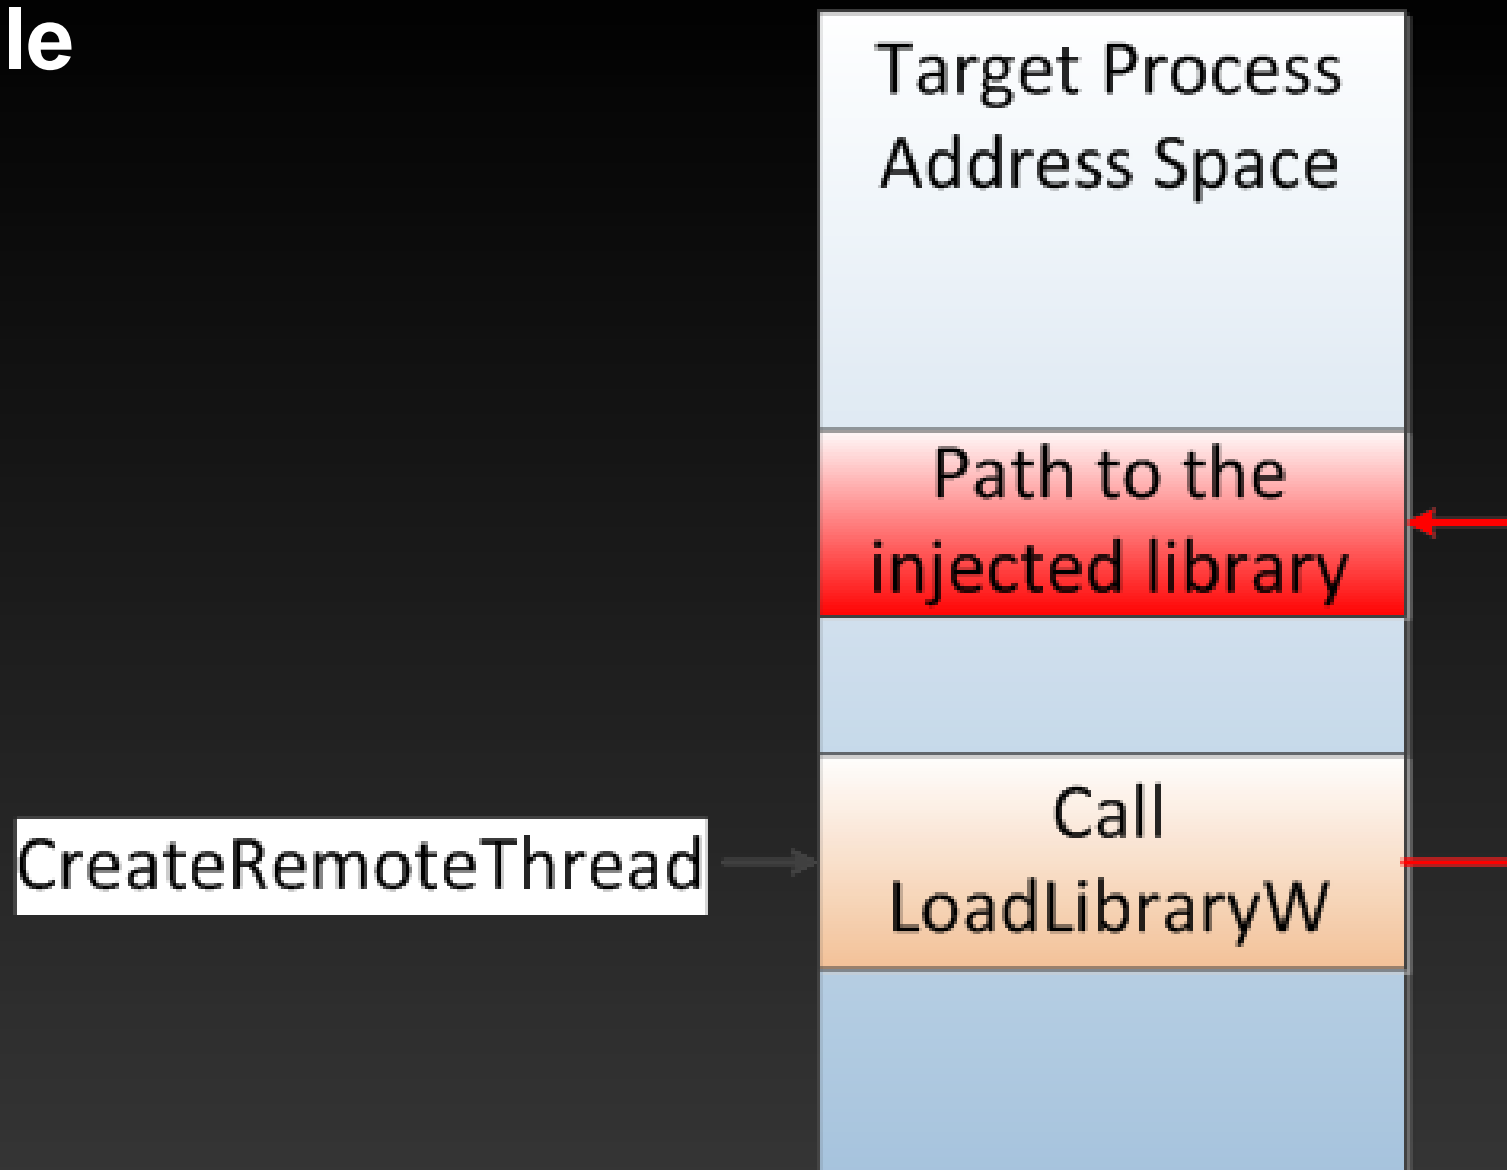 le
Target Process
Address Space
Path to the
injected library
Call
LoadLibraryW
CreateRemoteThread